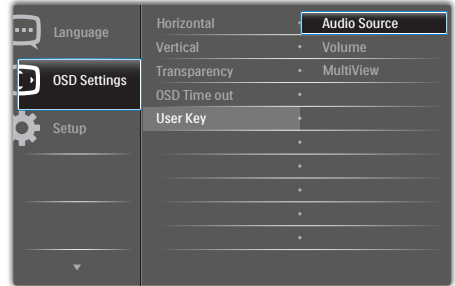 Language
OSD Settings
Setup
Horizontal
Vertical
Transparency
OSD Time out
User Key
Audio Source
Volume
MultiView